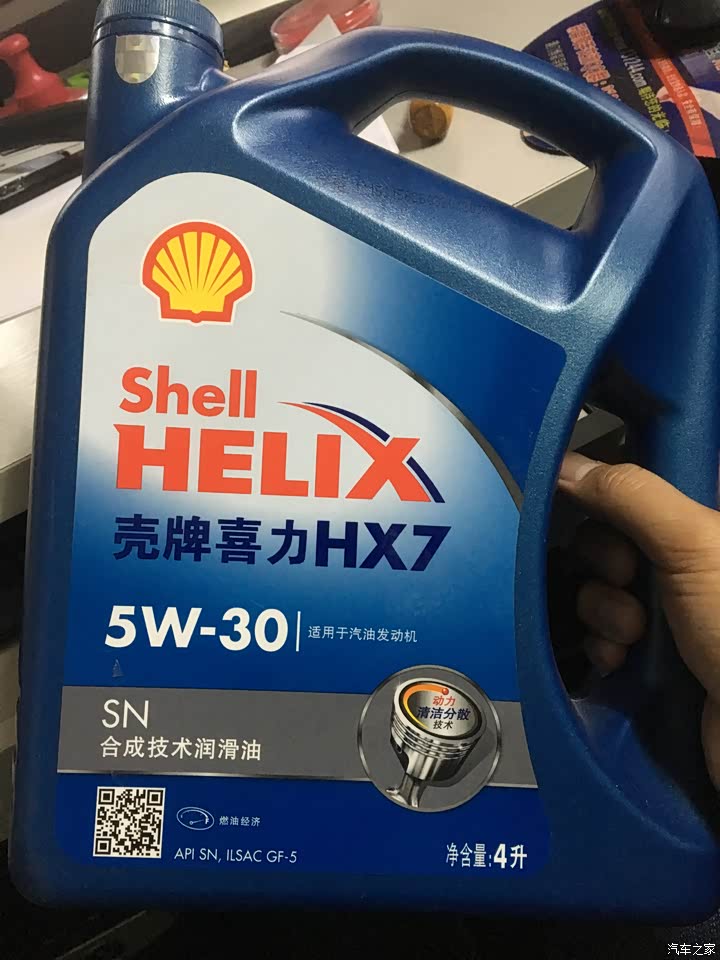 Shell
HELIX
壳牌喜力HX7
5W-30
适用于汽油发动机
SN
合成技术润滑油
动力
清洁分散
技术
燃油经济
API SN, ILSAC GF-5
净含量:4升
汽车之家